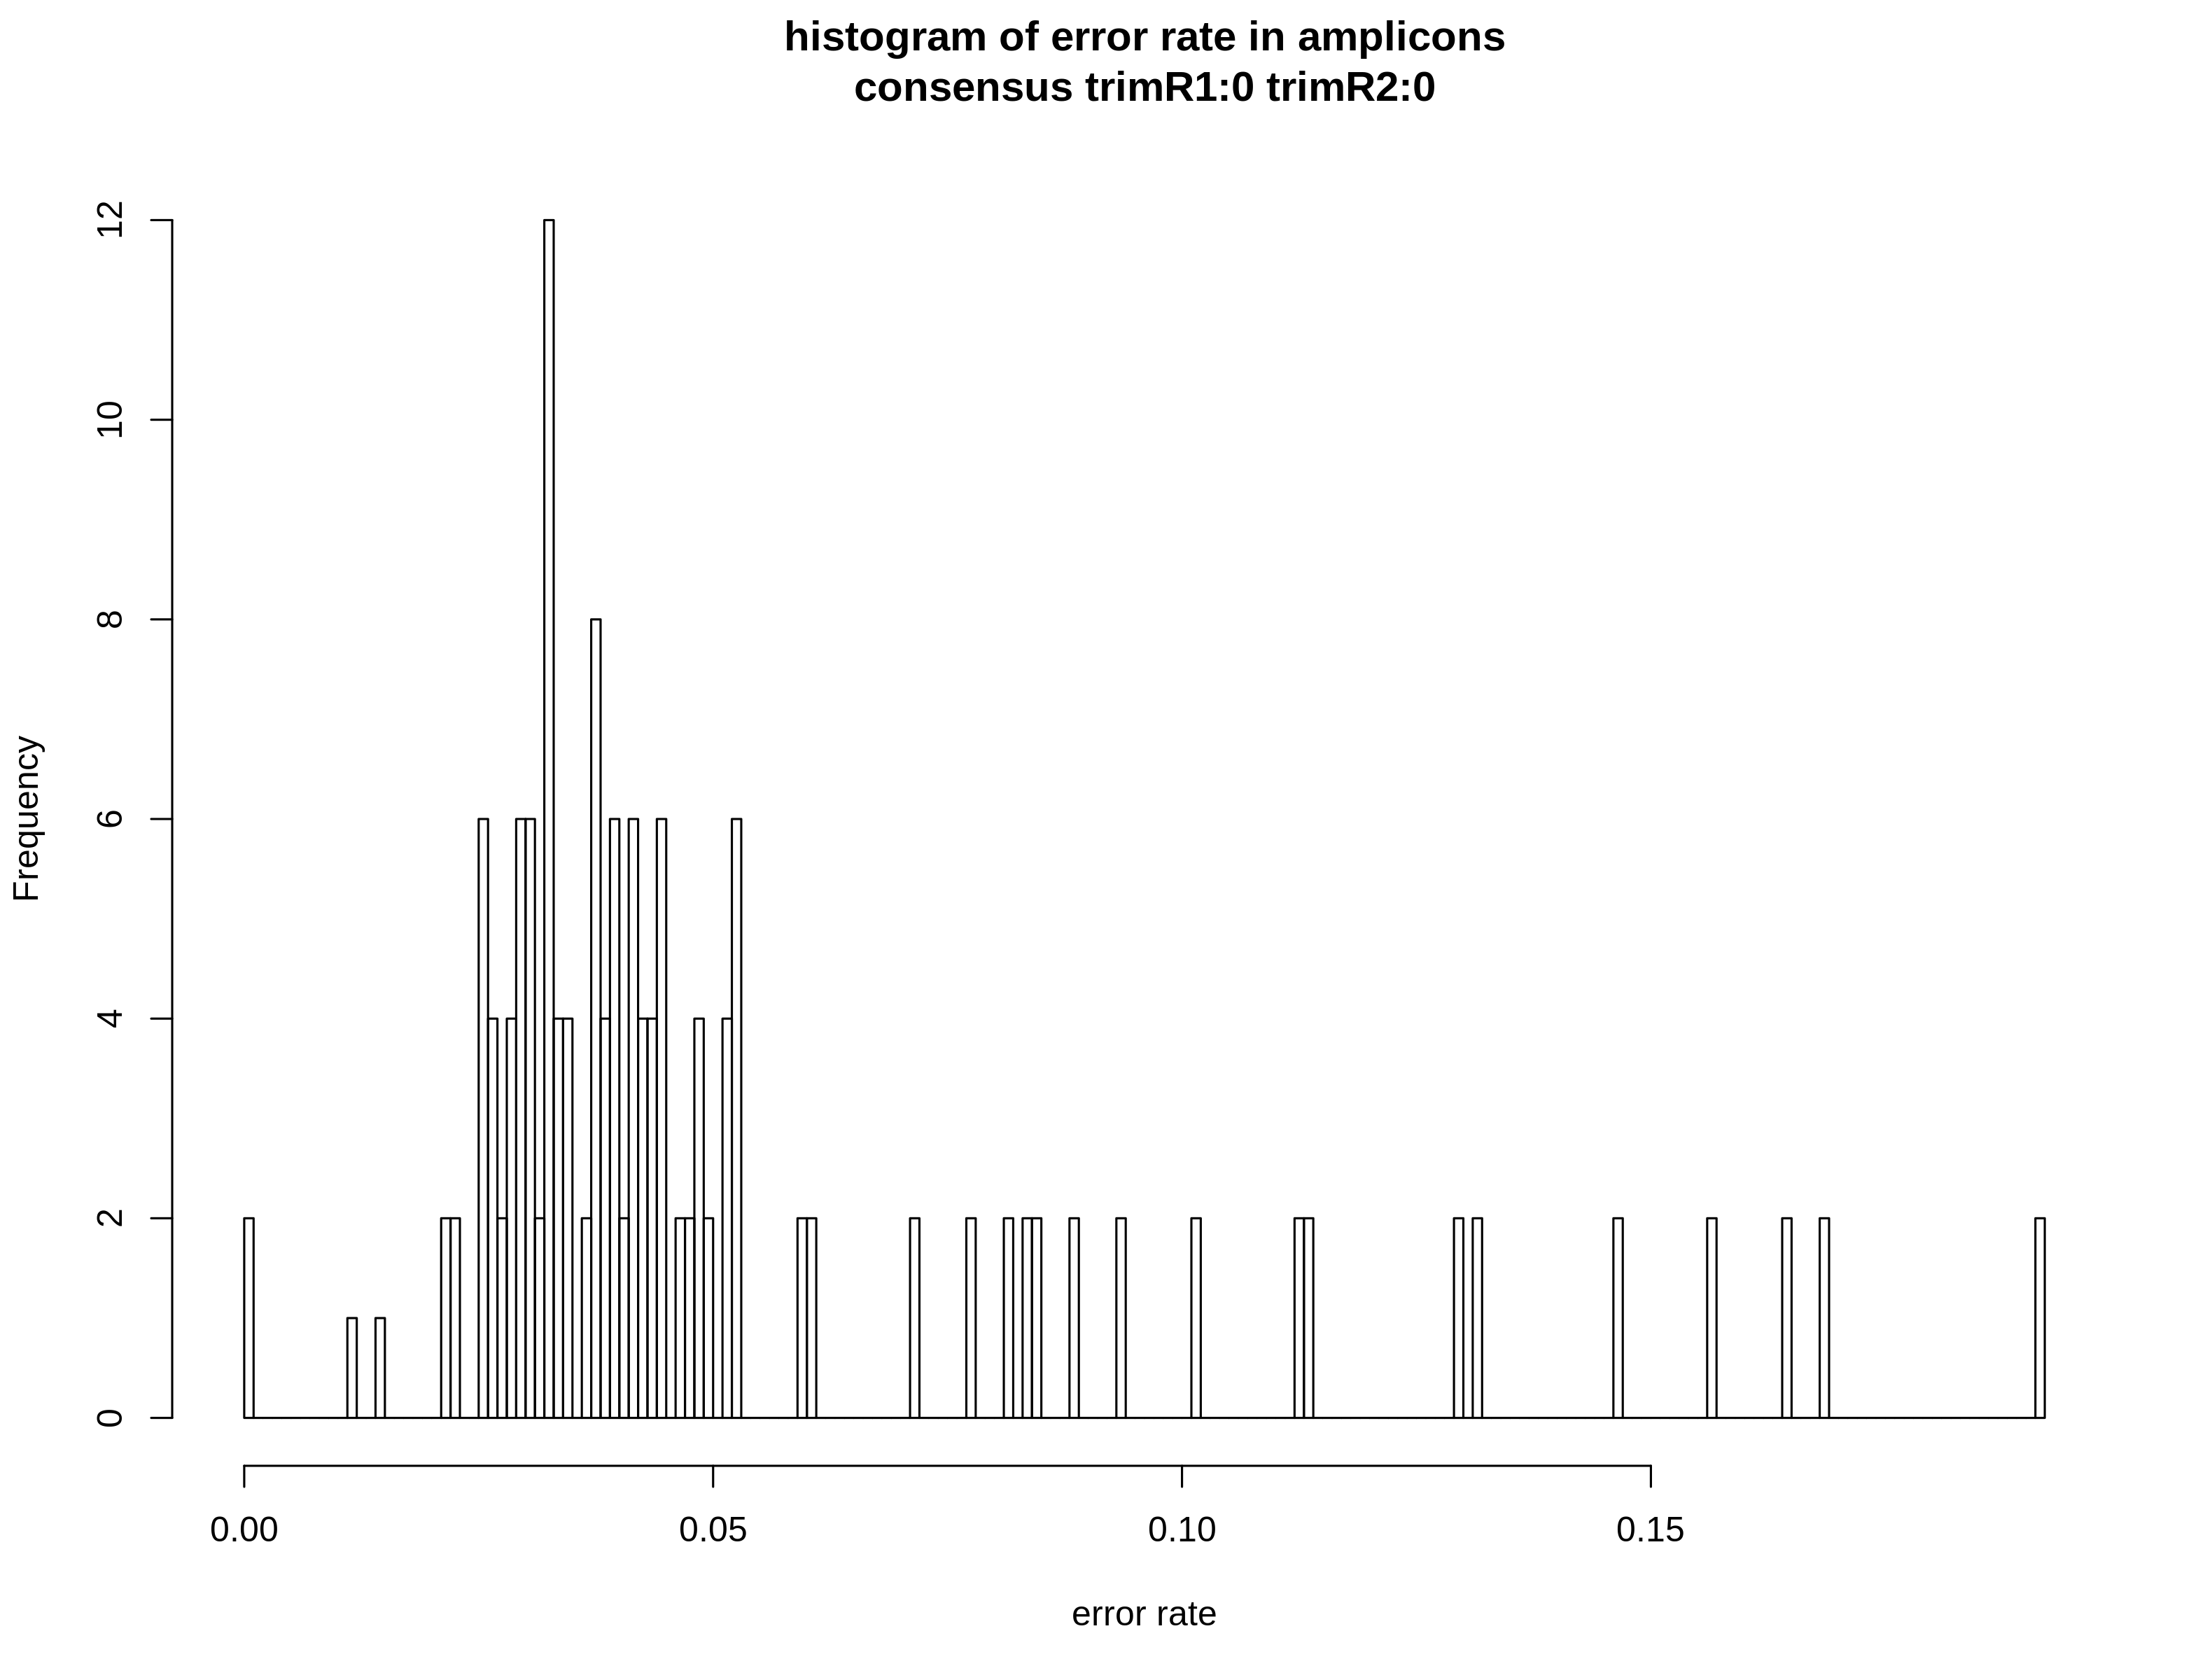 histogram of error rate in amplicons
consensus trimR1:0 trimR2:0
12
10
8
6
4
2
0
Frequency
0.00 0.05 0.10 0.15
error rate